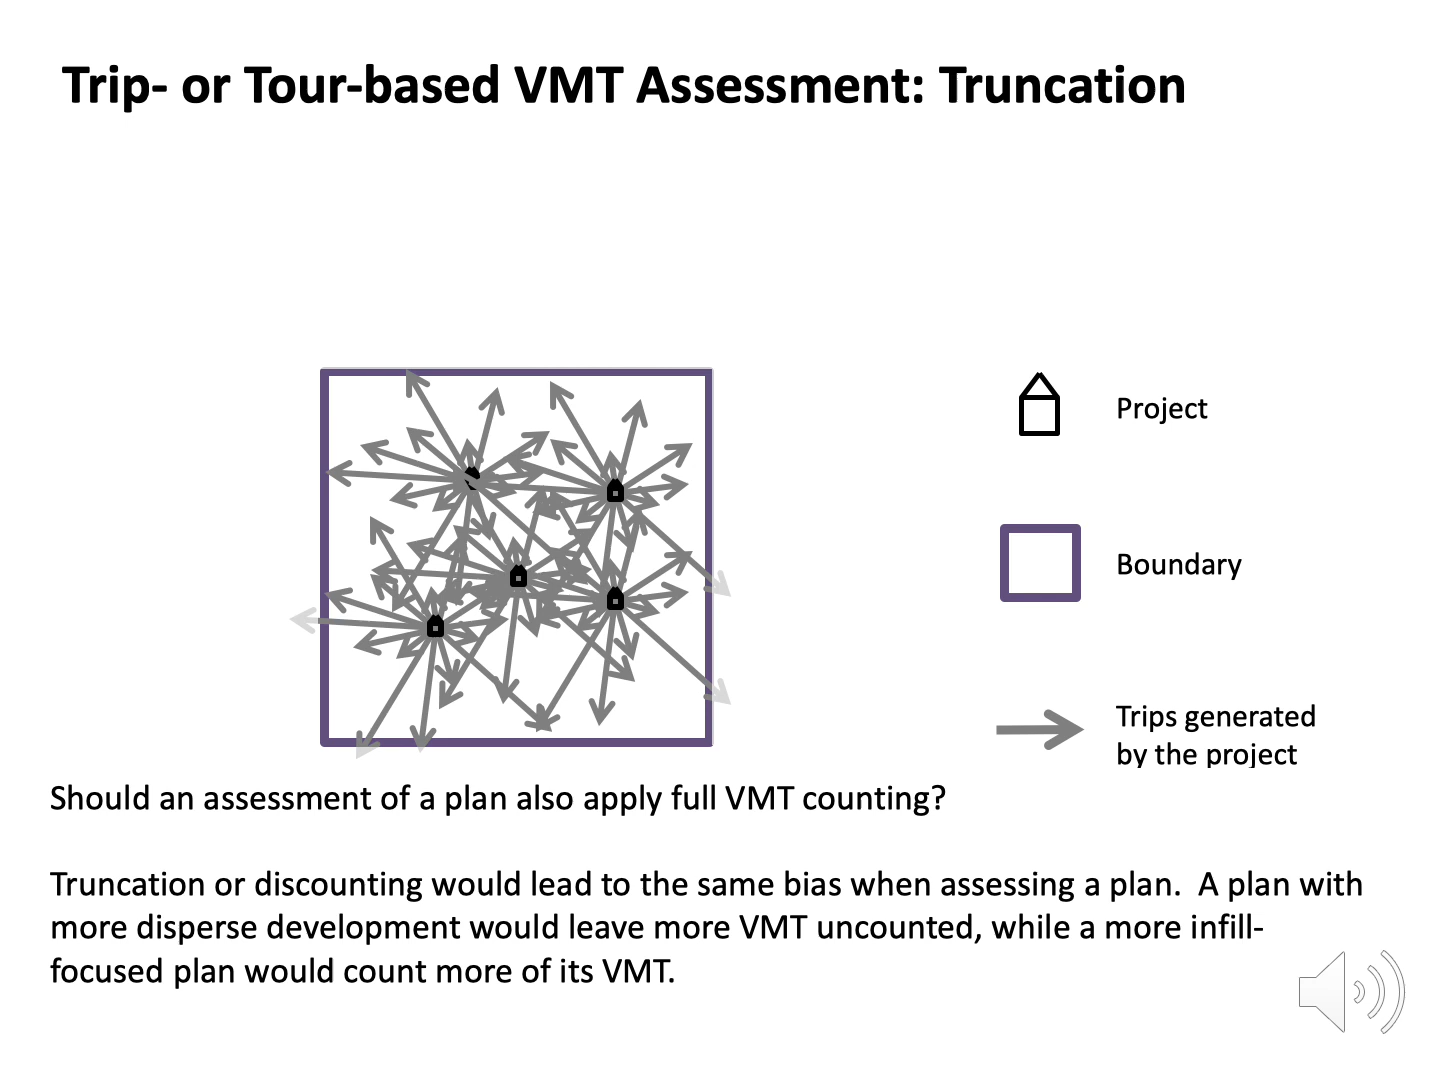 Trip- or Tour-based VMT Assessment: Truncation
Project
Boundary
Trips generated
by the project
Should an assessment of a plan also apply full VMT counting?
Truncation or discounting would lead to the same bias when assessing a plan.  A plan with
more disperse development would leave more VMT uncounted, while a more infill-
focused plan would count more of its VMT.